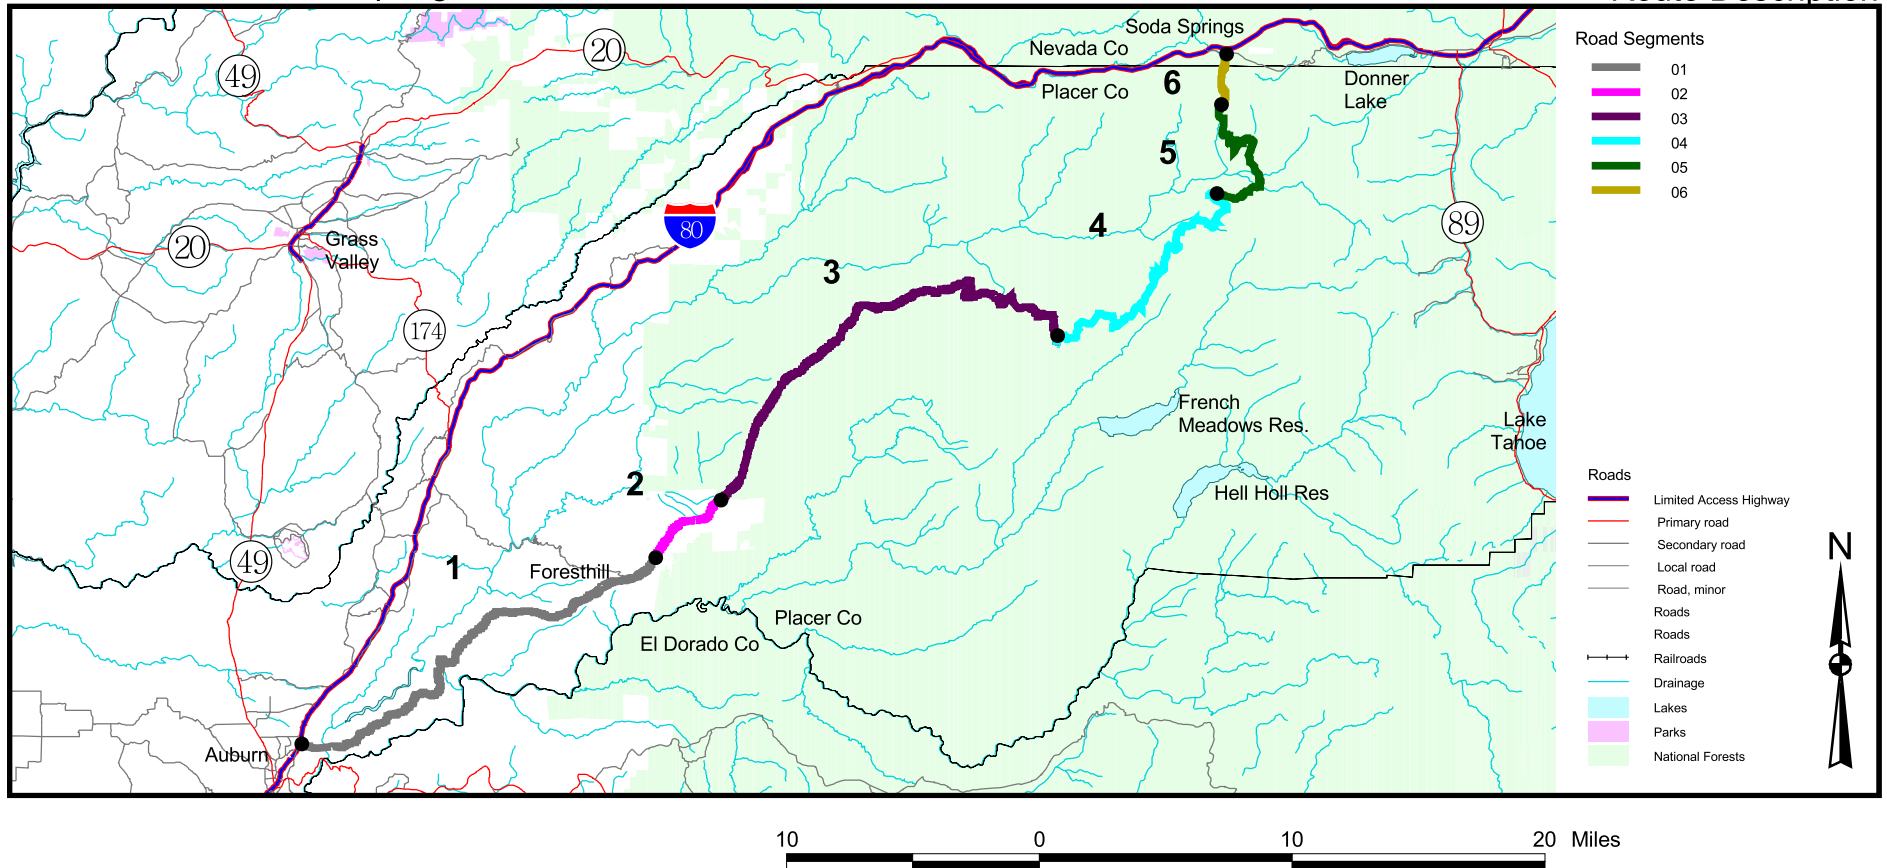 Route Description
Soda Springs
Nevada Co
Placer Co
Donner
Lake
20
49
6
5
4
3
2
1
89
80
20
Grass
Valley
174
French
Meadows Res.
Lake
Tahoe
Hell Holl Res
49
Foresthill
Placer Co
El Dorado Co
Auburn
Road Segments
01
02
03
04
05
06
Roads
Limited Access Highway
Primary road
Secondary road
Local road
Road, minor
Roads
Roads
Railroads
Drainage
Lakes
Parks
National Forests
N
10 0 10 20 Miles